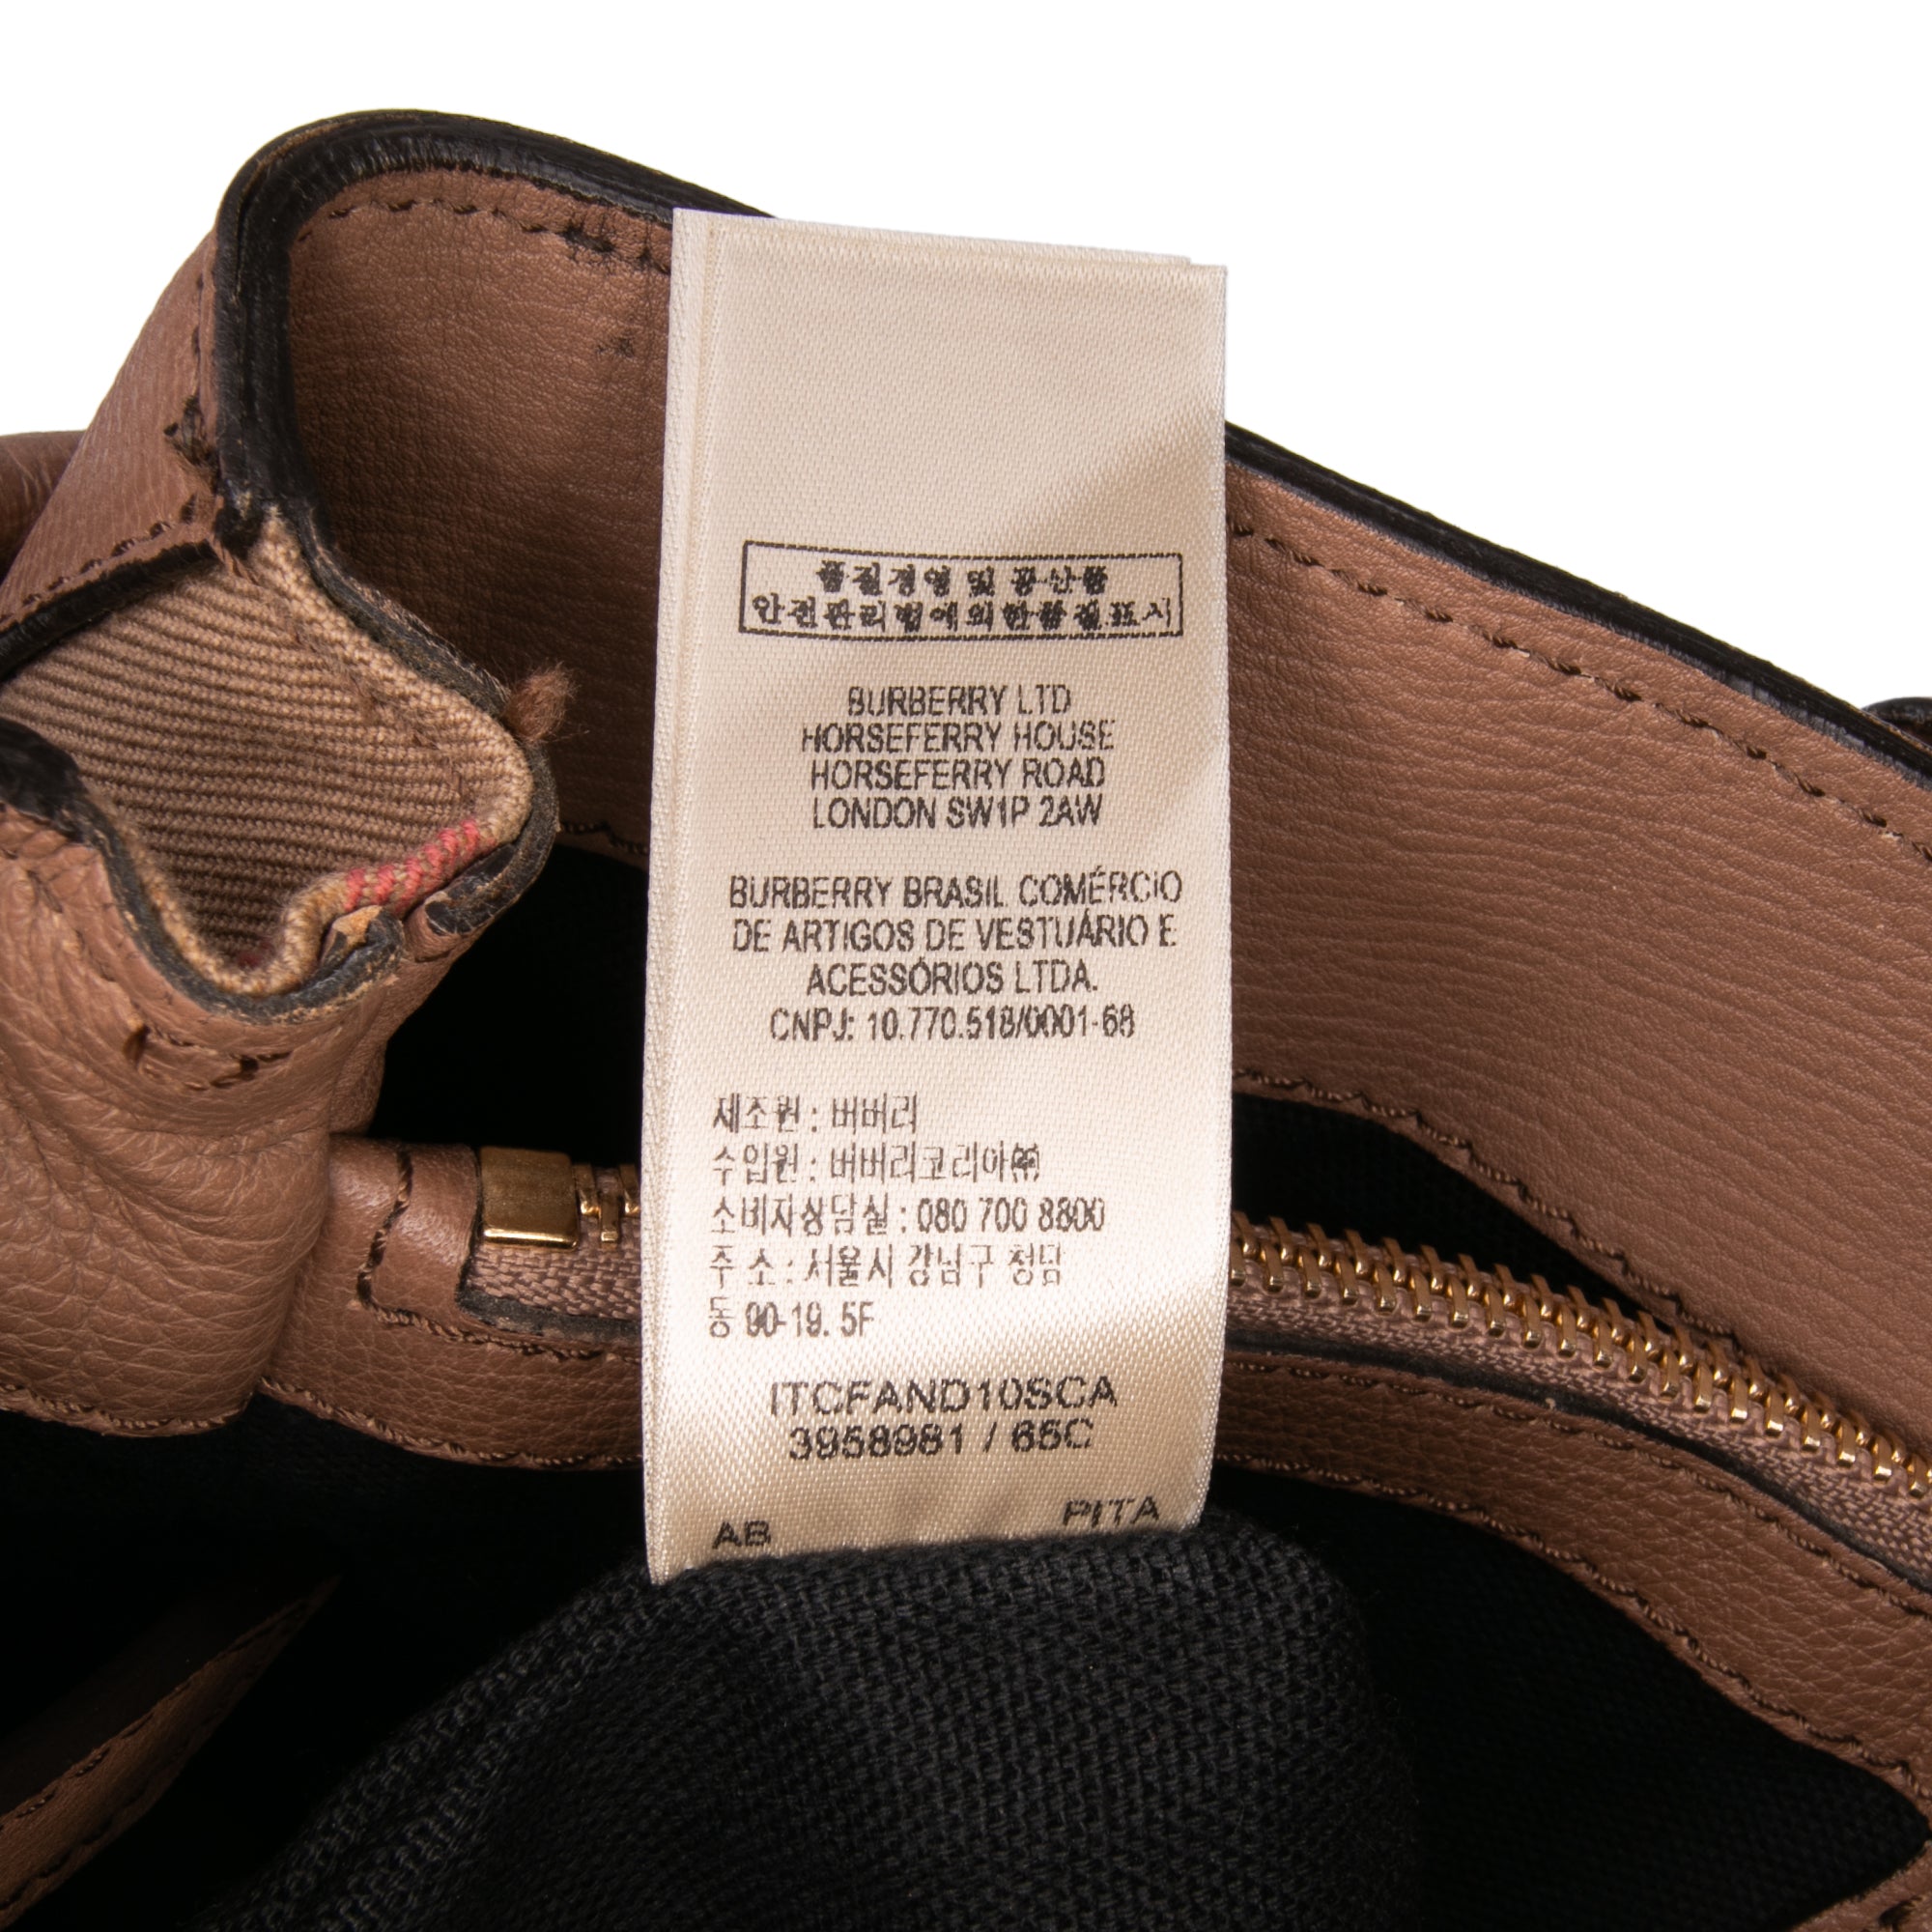 품질경영 및 공산품
안전관리법에의한품질표시
BURBERRY LTD
HORSEFERRY HOUSE
HORSEFERRY ROAD
LONDON SW1P 2AW
BURBERRY BRASIL COMÉRCIO
DE ARTIGOS DE VESTUÁRIO E
ACESSÓRIOS LTDA.
CNPJ: 10.770.518/0001-68
제조원 : 버버리
수입원 : 버버리코리아㈜
소비자상담실 : 080 700 8800
주 소 : 서울시 강남구 청담
동 90-19. 5F
ITCFAND10SCA
3958981 / 65C
AB PITA